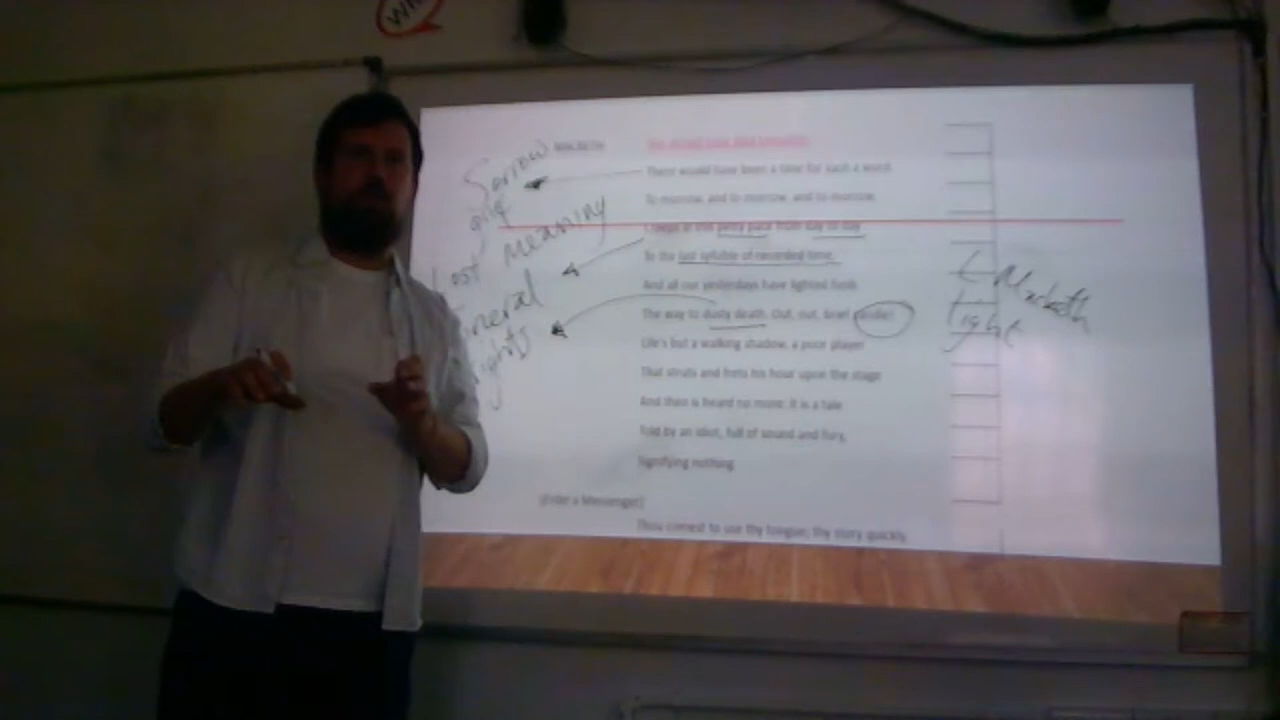 WH
Sorrow
There would have been a time for such a word.
To-morrow, and to-morrow, and to-morrow,
Creeps in this petty pace from day to day
Meaning
Lost
To the last syllable of recorded time,
And all our yesterdays have lighted fools
The way to dusty death. Out, out, brief candle!
L Macbeth
Light
Life's but a walking shadow, a poor player
That struts and frets his hour upon the stage
And then is heard no more: it is a tale
Told by an idiot, full of sound and fury,
Signifying nothing.
[Enter a Messenger]
Thou comest to use thy tongue; thy story quickly.